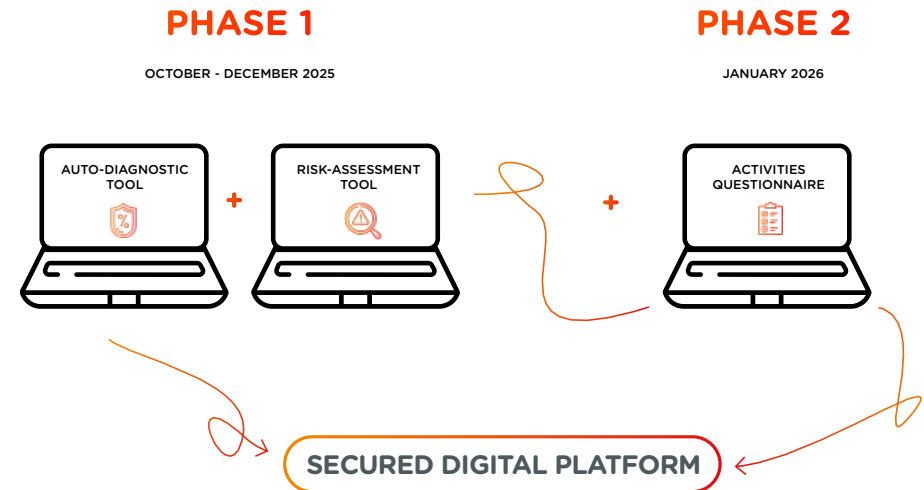 PHASE 1
OCTOBER - DECEMBER 2025
AUTO-DIAGNOSTIC
TOOL
%
+
RISK-ASSESSMENT
TOOL
+
PHASE 2
JANUARY 2026
ACTIVITIES
QUESTIONNAIRE
SECURED DIGITAL PLATFORM